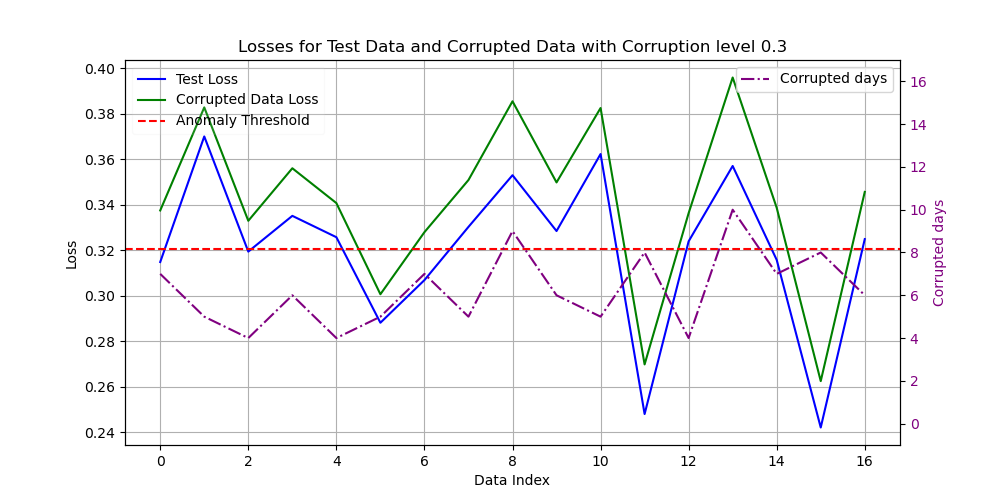 Losses for Test Data and Corrupted Data with Corruption level 0.3
Test Loss
Corrupted Data Loss
Anomaly Threshold
Corrupted days
0.40
0.38
0.36
0.34
0.32
0.30
0.28
0.26
0.24
Loss
16
14
12
10
8
6
4
2
0
Corrupted days
0 2 4 6 8 10 12 14 16
Data Index